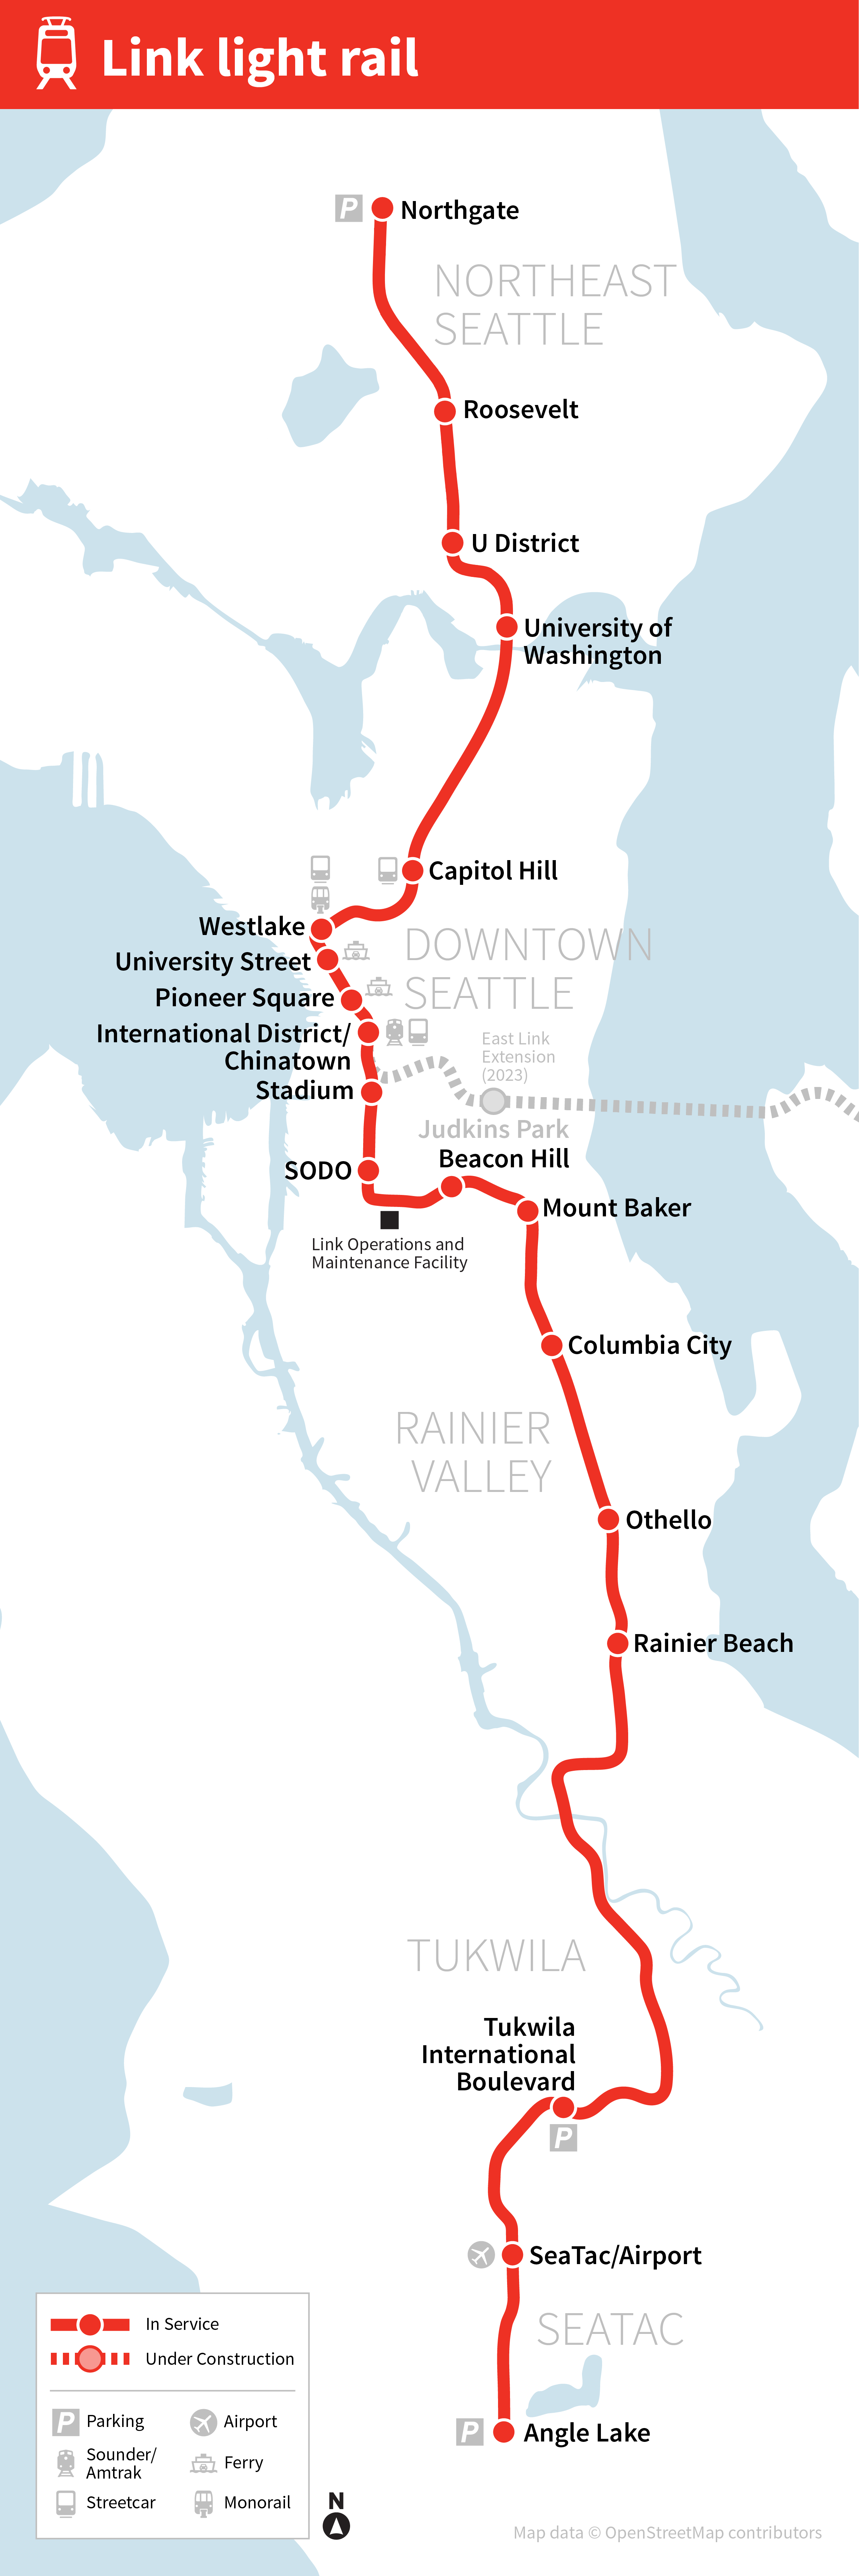 Link light rail
P
Northgate
NORTHEAST
SEATTLE
Roosevelt
U District
University of
Washington
Capitol Hill
Westlake
DOWNTOWN
SEATTLE
University Street
Pioneer Square
International District/
Chinatown
East Link
Extension
(2023)
Stadium
Judkins Park
Beacon Hill
SODO
Mount Baker
Link Operations and
Maintenance Facility
Columbia City
RAINIER
VALLEY
Othello
Rainier Beach
TUKWILA
Tukwila
International
Boulevard
P
SeaTac/Airport
SEATAC
P
Angle Lake
In Service
Under Construction
P Parking
Airport
Sounder/
Amtrak
Ferry
Streetcar
Monorail
N
Map data © OpenStreetMap contributors